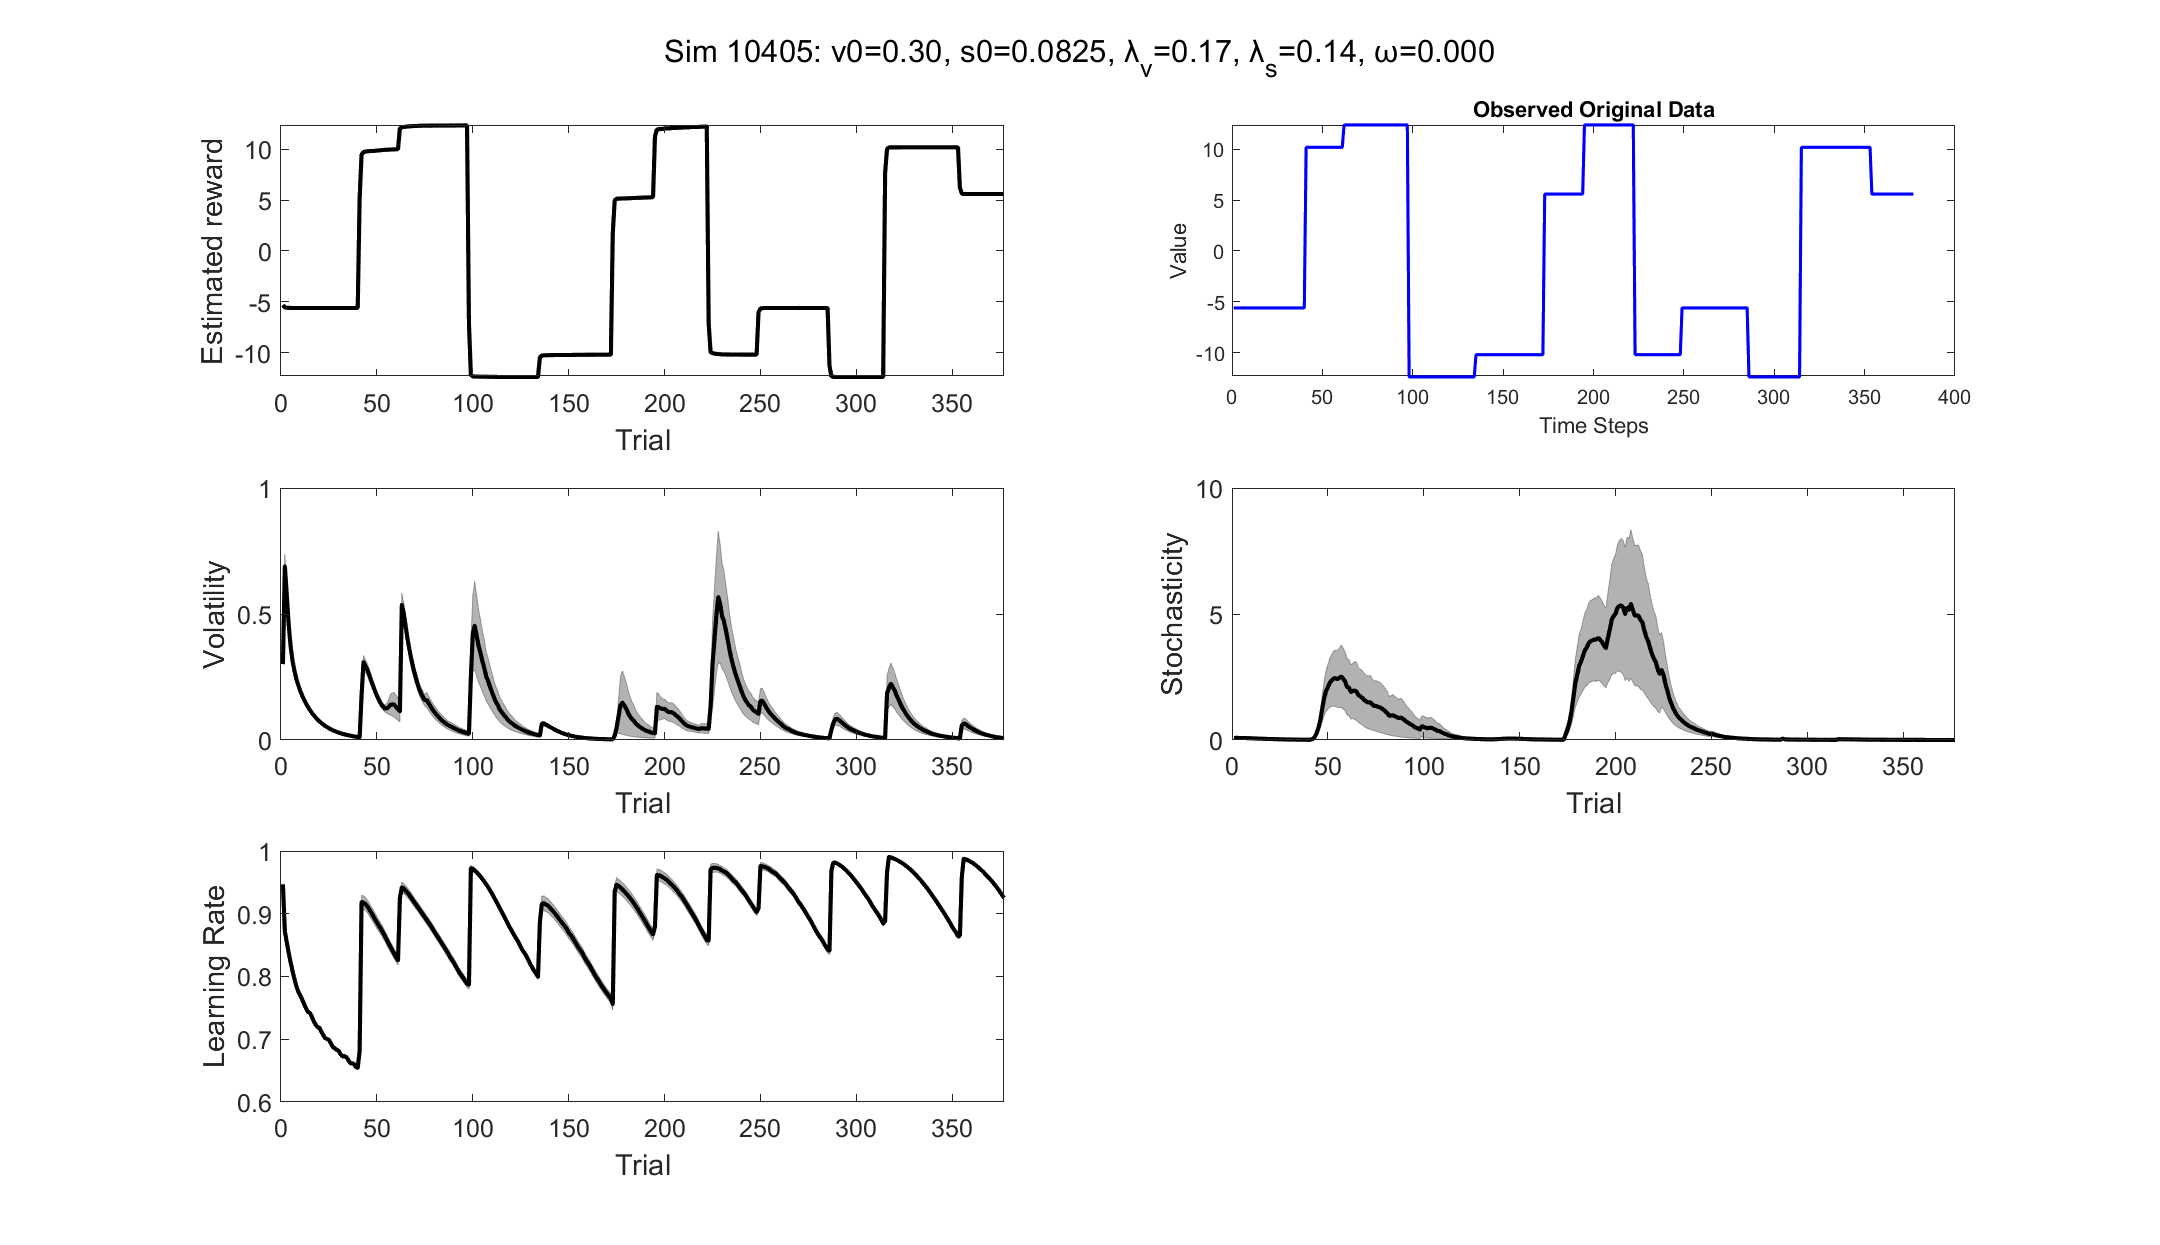 Sim 10405: v0=0.30, s0=0.0825, λv=0.17, λs=0.14, ω=0.000
Estimated reward
10
5
0
-5
-10
0 50 100 150 200 250 300 350
Trial
Observed Original Data
Value
10
5
0
-5
-10
0 50 100 150 200 250 300 350 400
Time Steps
Volatility
1
0.5
0
0 50 100 150 200 250 300 350
Trial
Stochasticity
10
5
0
0 50 100 150 200 250 300 350
Trial
Learning Rate
1
0.9
0.8
0.7
0.6
0 50 100 150 200 250 300 350
Trial